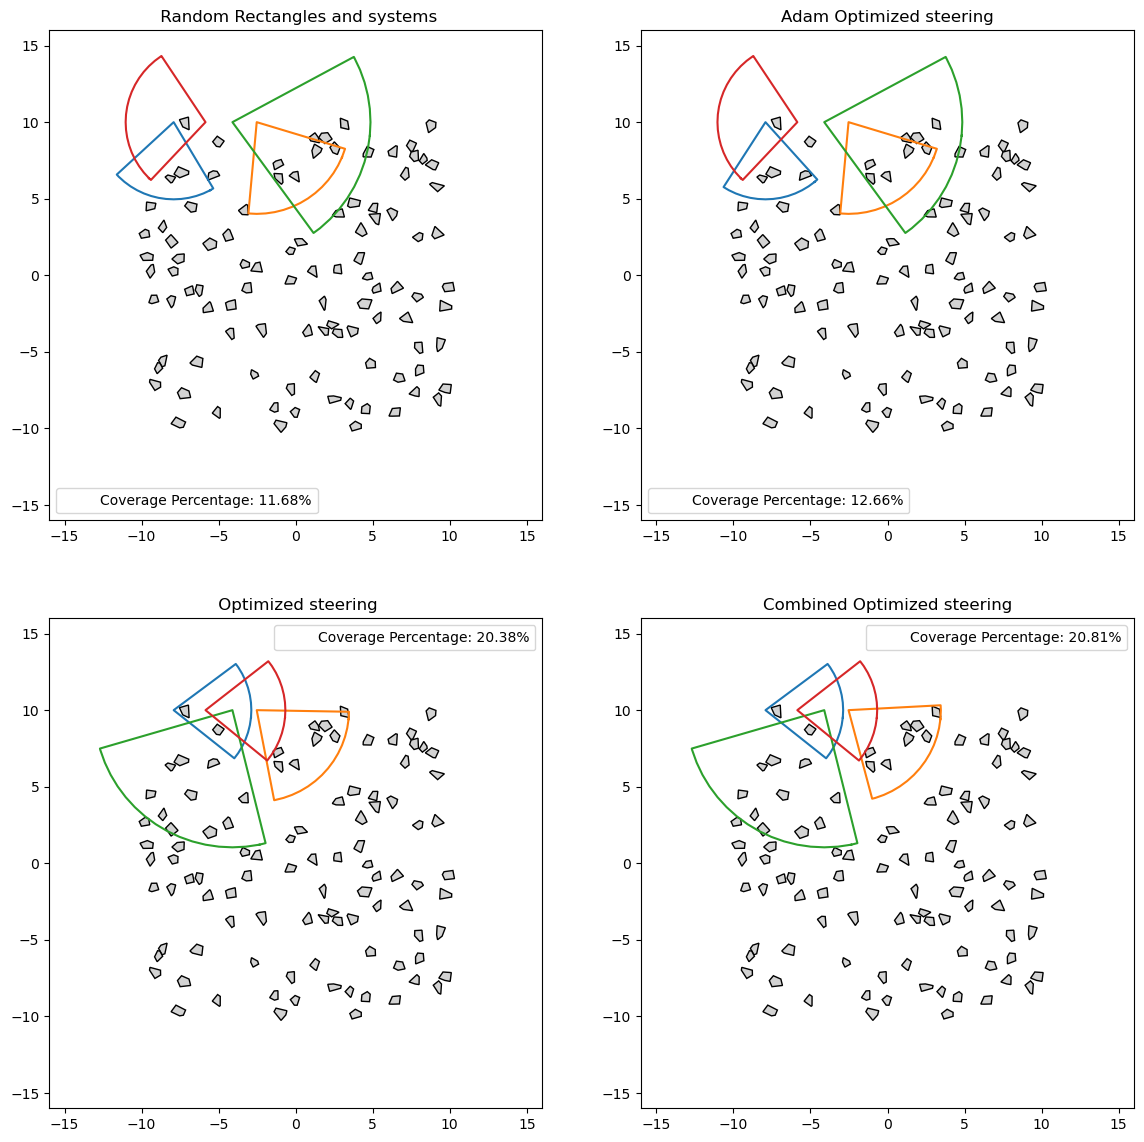 Random Rectangles and systems
15
10
5
0
−5
−10
−15
Coverage Percentage: 11.68%
−15 −10 −5 0 5 10 15
Adam Optimized steering
15
10
5
0
−5
−10
−15
Coverage Percentage: 12.66%
−15 −10 −5 0 5 10 15
Optimized steering
Coverage Percentage: 20.38%
15
10
5
0
−5
−10
−15
−15 −10 −5 0 5 10 15
Combined Optimized steering
Coverage Percentage: 20.81%
15
10
5
0
−5
−10
−15
−15 −10 −5 0 5 10 15